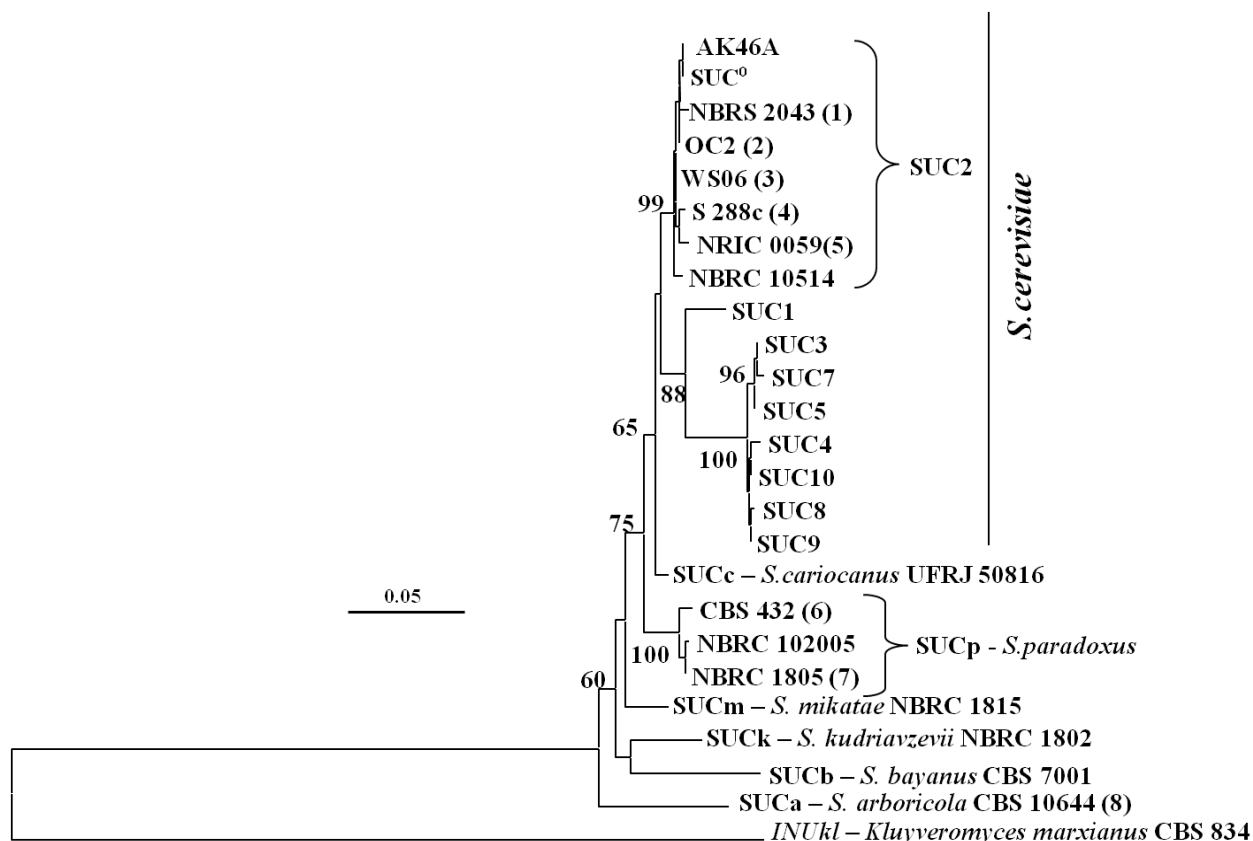 AK46A
SUC⁰
NBRS 2043 (1)
OC2 (2)
SUC2
WS06 (3)
99
S 288c (4)
NRIC 0059(5)
NBRC 10514
S.cerevisiae
SUC1
SUC3
96
SUC7
88
SUC5
65
SUC4
100
SUC10
SUC8
75
SUC9
SUCc – S.cariocanus UFRJ 50816
0.05
CBS 432 (6)
NBRC 102005
SUCp - S.paradoxus
100
NBRC 1805 (7)
60
SUCm – S. mikatae NBRC 1815
SUCk – S. kudriavzevii NBRC 1802
SUCb – S. bayanus CBS 7001
SUCa – S. arboricola CBS 10644 (8)
INUkl – Kluyveromyces marxianus CBS 834